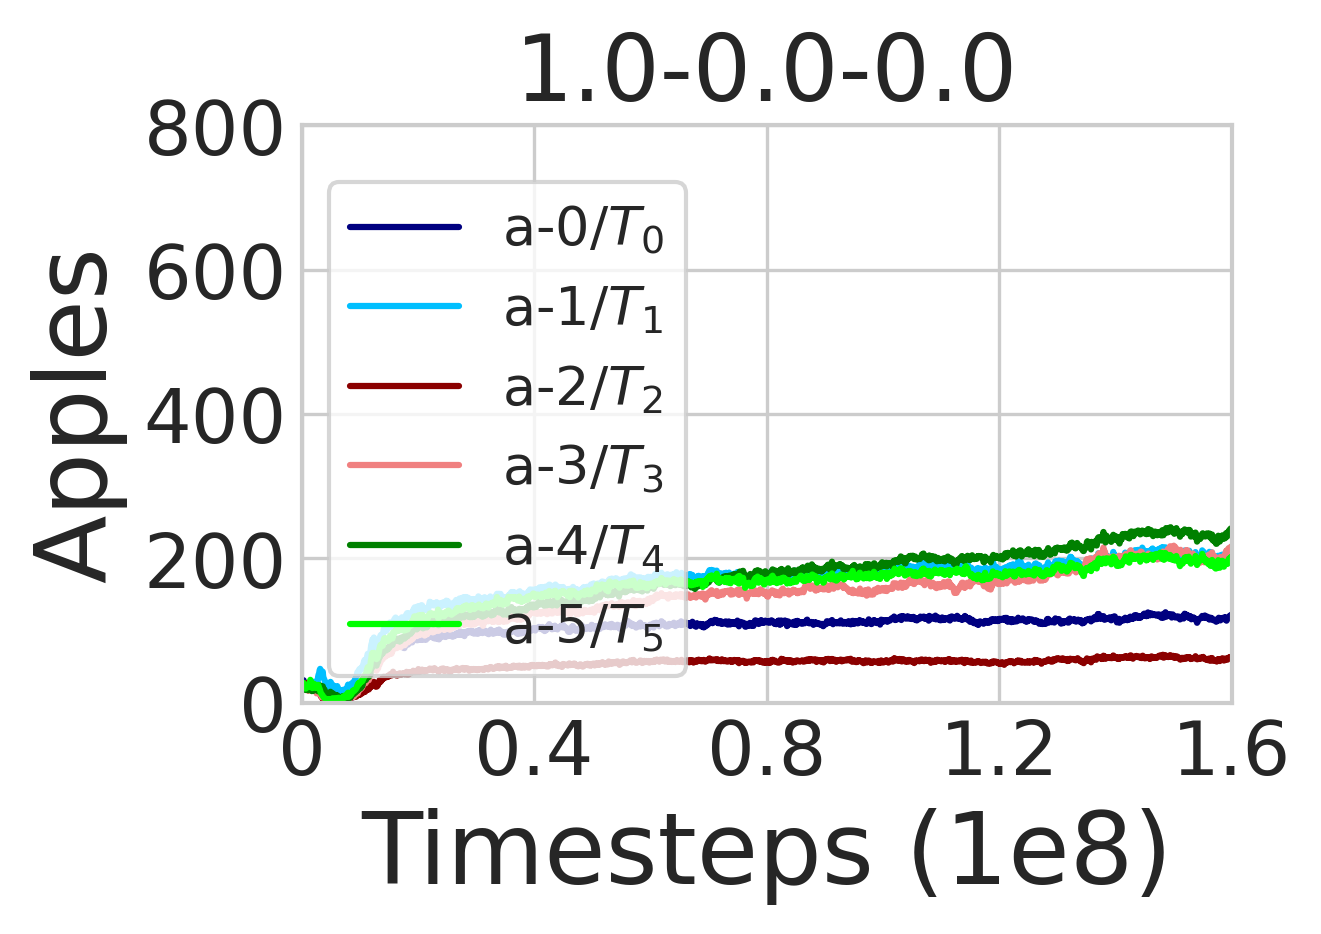 1.0-0.0-0.0
800
600
400
200
0
Apples
a-0/T₀
a-1/T₁
a-2/T₂
a-3/T₃
a-4/T₄
a-5/T₅
0 0.4 0.8 1.2 1.6
Timesteps (1e8)